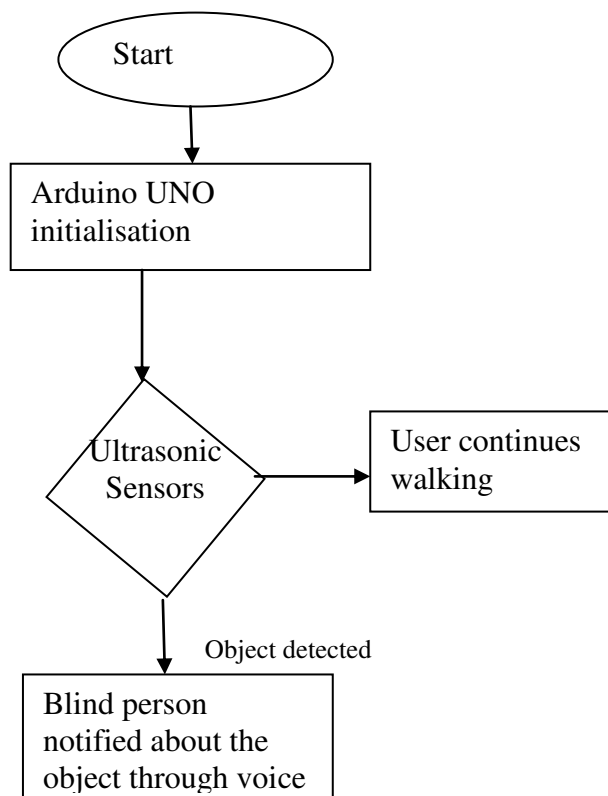 Start
Arduino UNO
initialisation
Ultrasonic
Sensors
User continues
walking
Object detected
Blind person
notified about the
object through voice